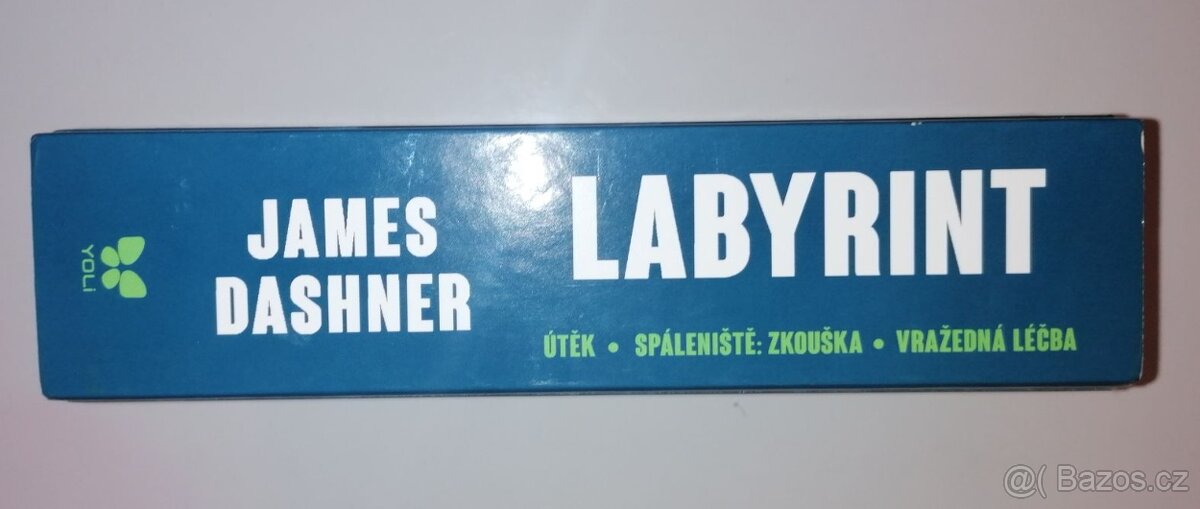 YOLi
JAMES
DASHNER
LABYRINT
ÚTĚK • SPÁLENIŠTĚ: ZKOUŠKA • VRAŽEDNÁ LÉČBA
@( Bazos.cz